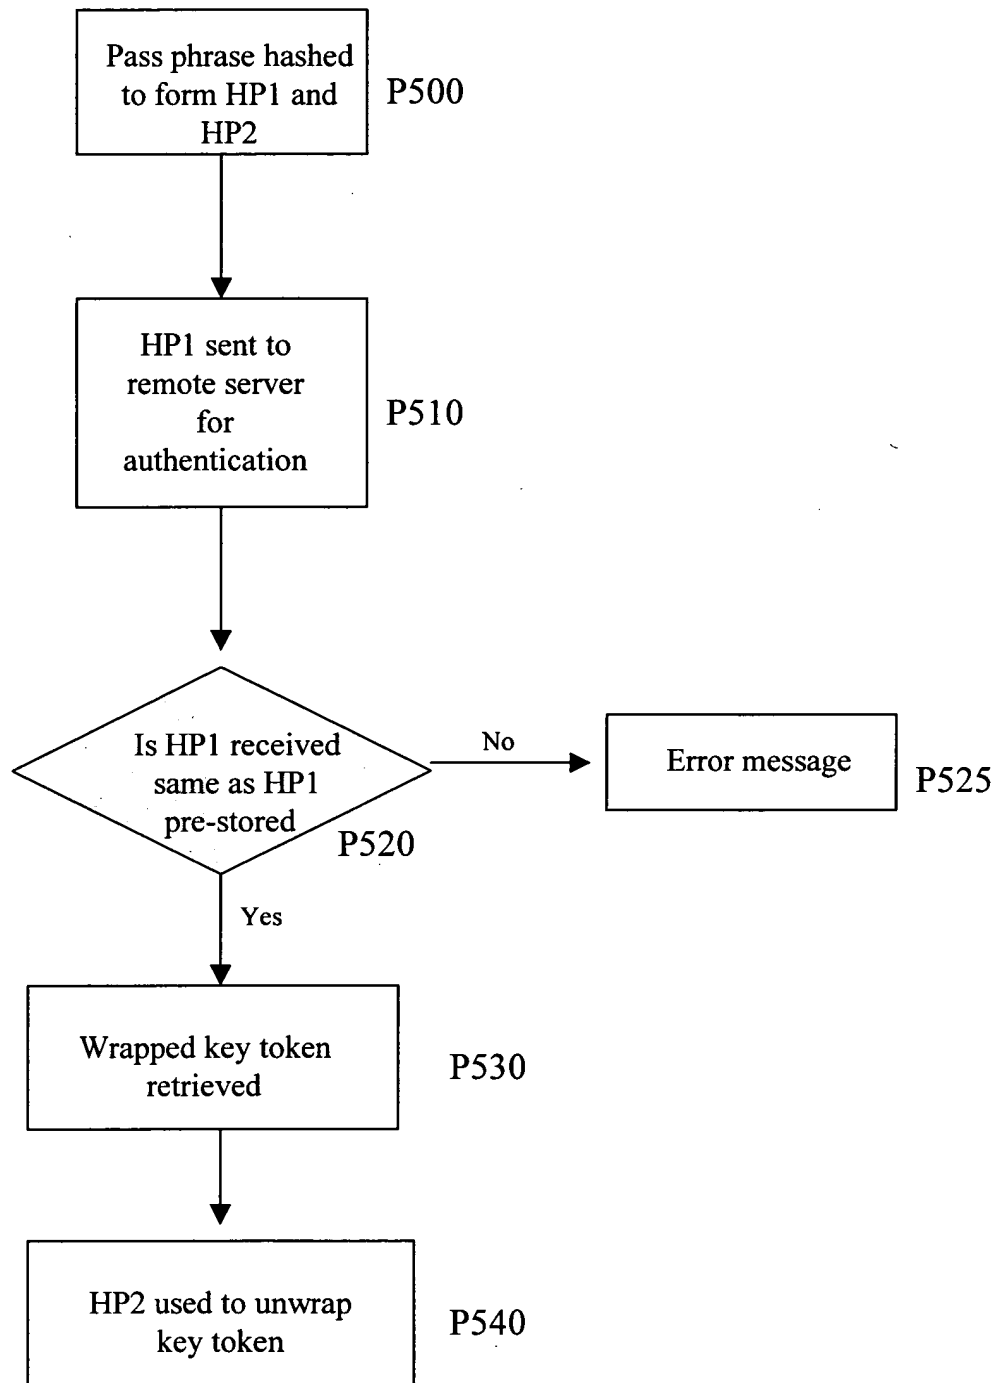 Pass phrase hashed
to form HP1 and
HP2
P500
HP1 sent to
remote server
for
authentication
P510
Is HP1 received
same as HP1
pre-stored
P520
No
Error message
P525
Yes
Wrapped key token
retrieved
P530
HP2 used to unwrap
key token
P540